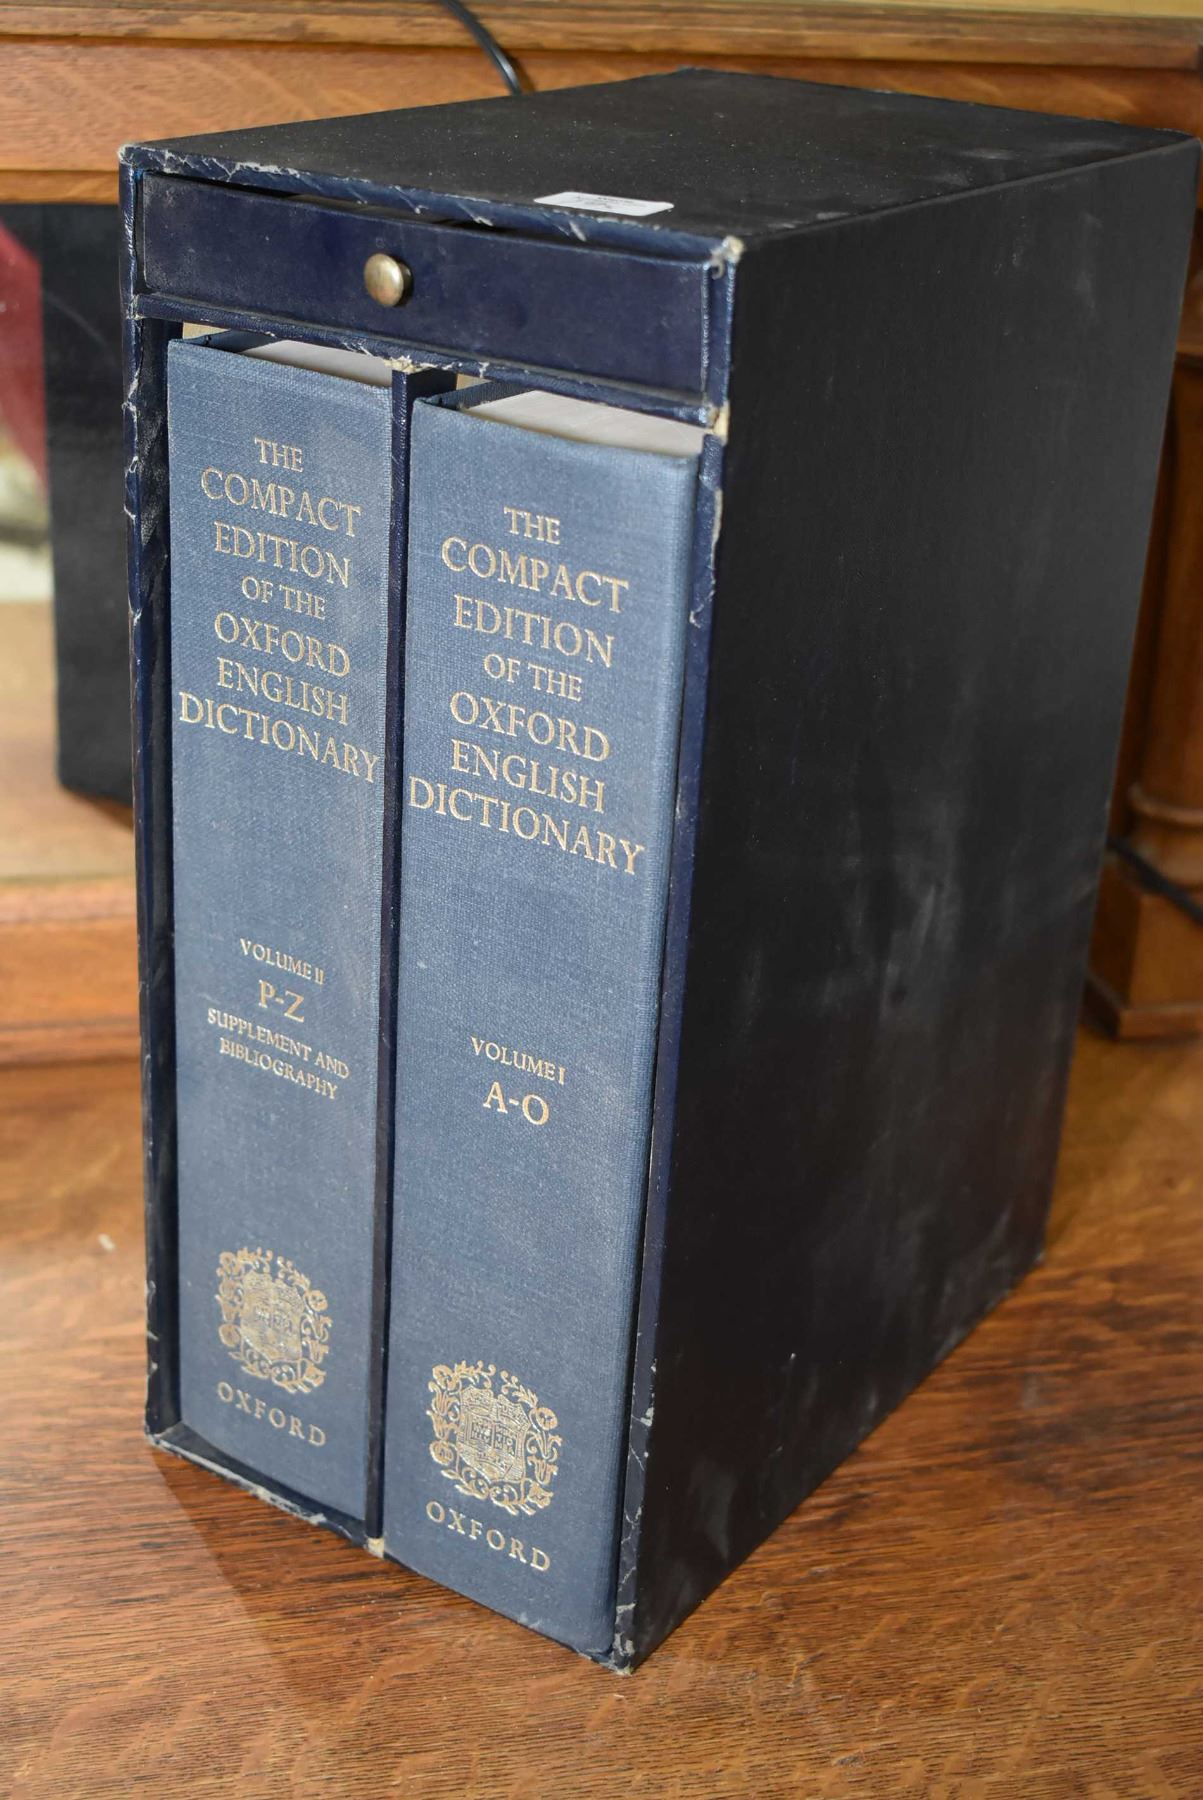 THE
COMPACT
EDITION
OF THE
OXFORD
ENGLISH
DICTIONARY
VOLUME II
P-Z
SUPPLEMENT AND
BIBLIOGRAPHY
OXFORD
THE
COMPACT
EDITION
OF THE
OXFORD
ENGLISH
DICTIONARY
VOLUME I
A-O
OXFORD